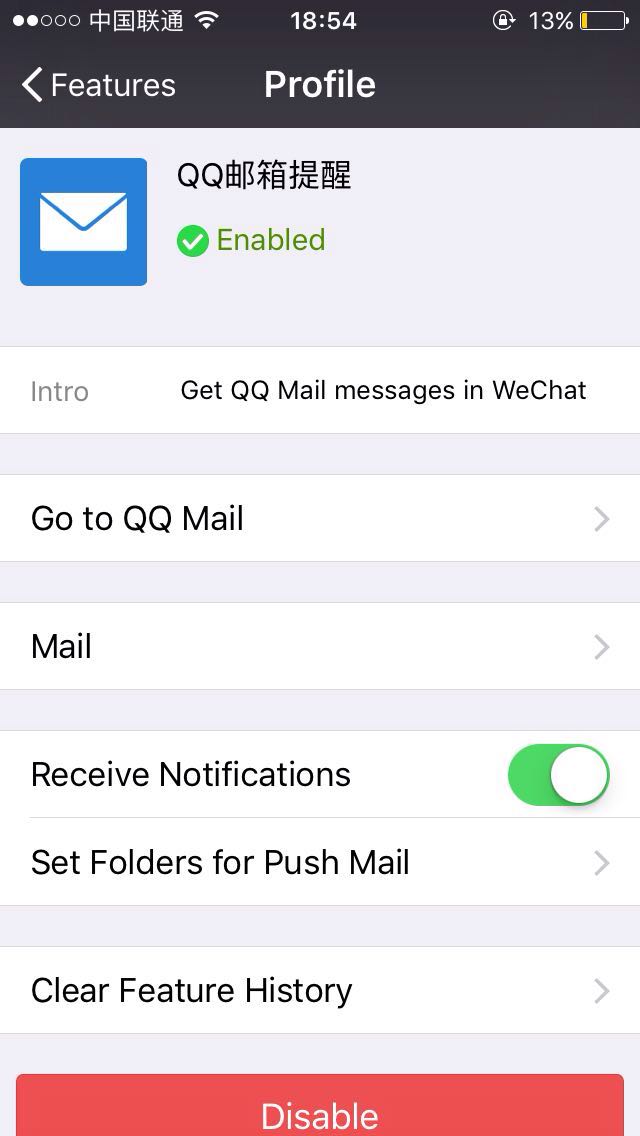 中国联通 18:54 13%
Features Profile
QQ邮箱提醒
Enabled
Intro Get QQ Mail messages in WeChat
Go to QQ Mail
Mail
Receive Notifications
Set Folders for Push Mail
Clear Feature History
Disable